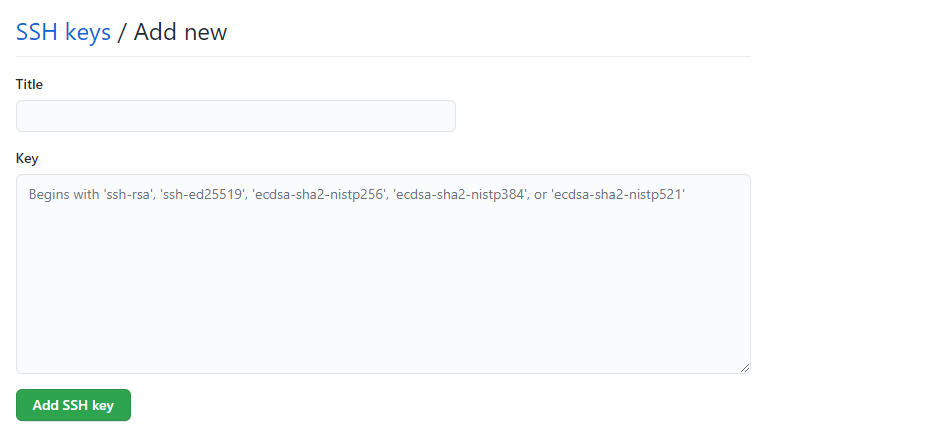 SSH keys / Add new
Title
Key
Begins with 'ssh-rsa', 'ssh-ed25519', 'ecdsa-sha2-nistp256', 'ecdsa-sha2-nistp384', or 'ecdsa-sha2-nistp521'
Add SSH key